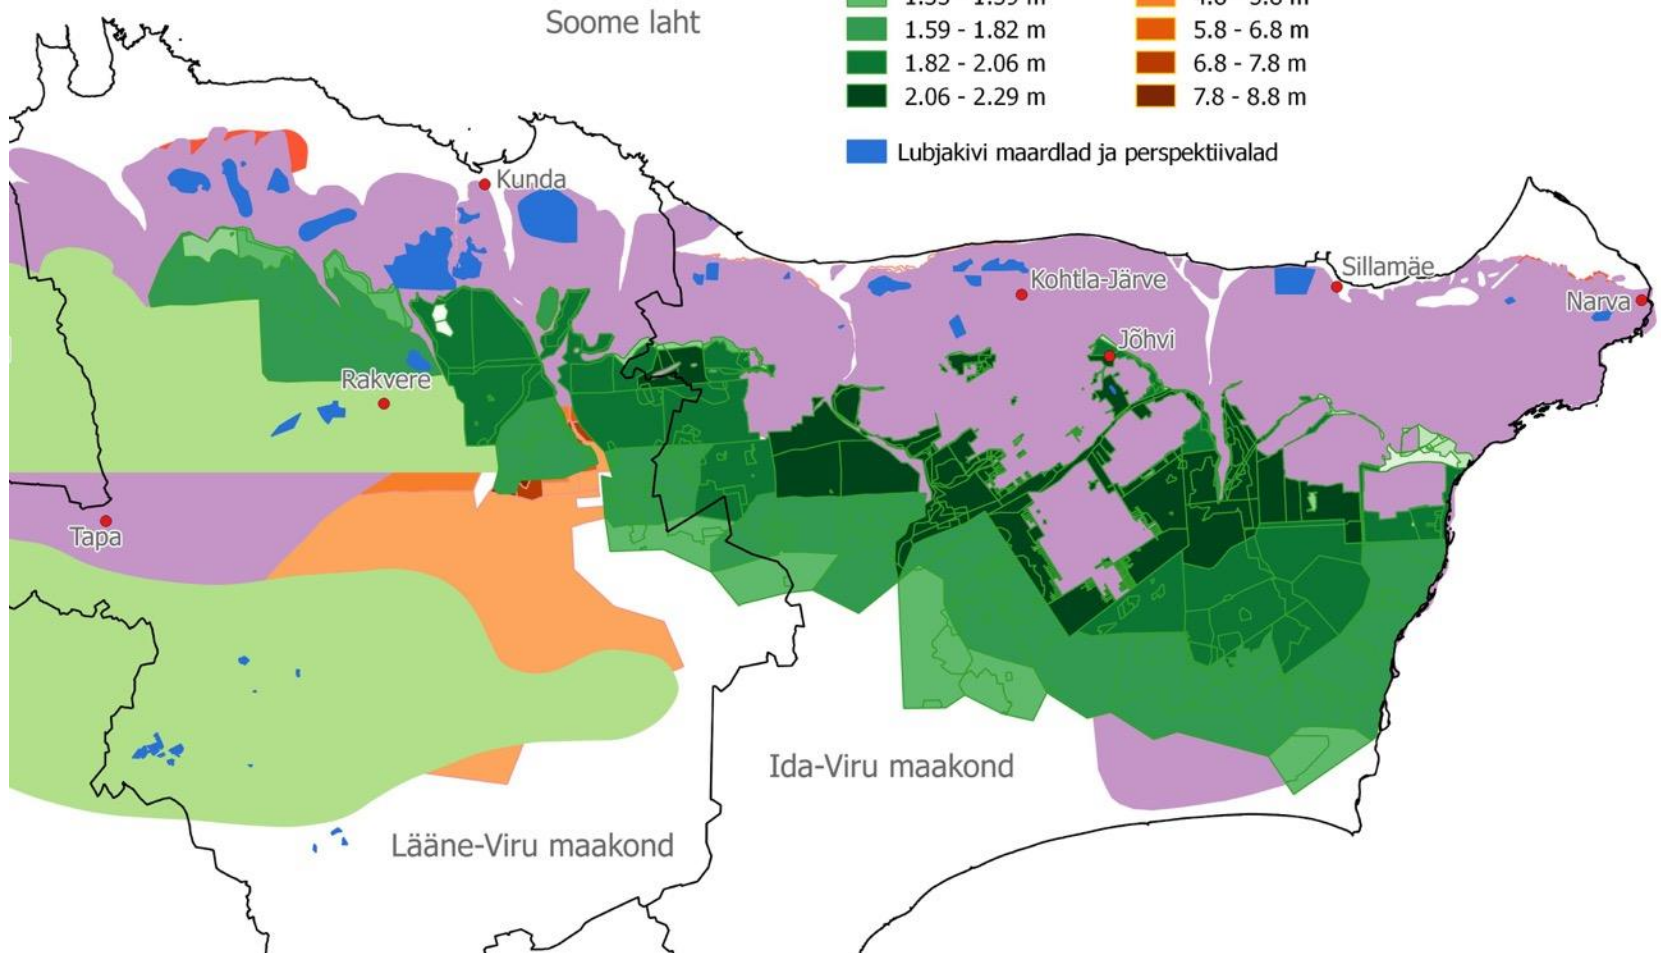 Soome laht
1.59 - 1.82 m
5.8 - 6.8 m
1.82 - 2.06 m
6.8 - 7.8 m
2.06 - 2.29 m
7.8 - 8.8 m
Lubjakivi maardlad ja perspektiivalad
Kunda
Sillamäe
Kohtla-Järve
Narva
Jõhvi
Rakvere
Tapa
Ida-Viru maakond
Lääne-Viru maakond